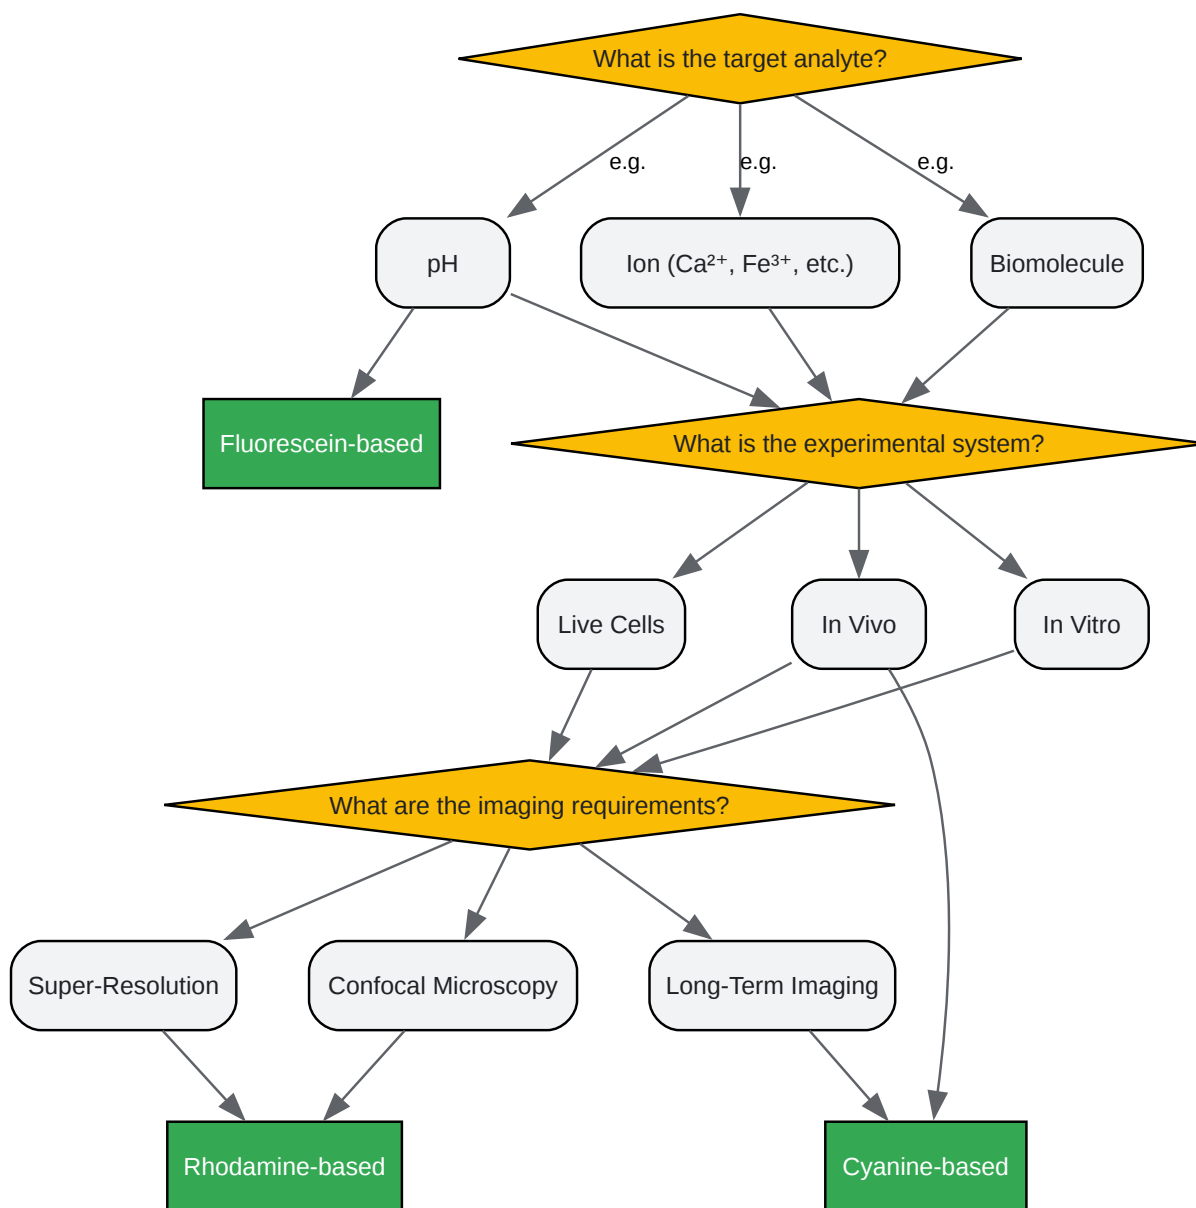 What is the target analyte?
e.g.
e.g.
e.g.
pH
Ion (Ca²⁺, Fe³⁺, etc.)
Biomolecule
Fluorescein-based
What is the experimental system?
Live Cells
In Vivo
In Vitro
What are the imaging requirements?
Super-Resolution
Confocal Microscopy
Long-Term Imaging
Rhodamine-based
Cyanine-based